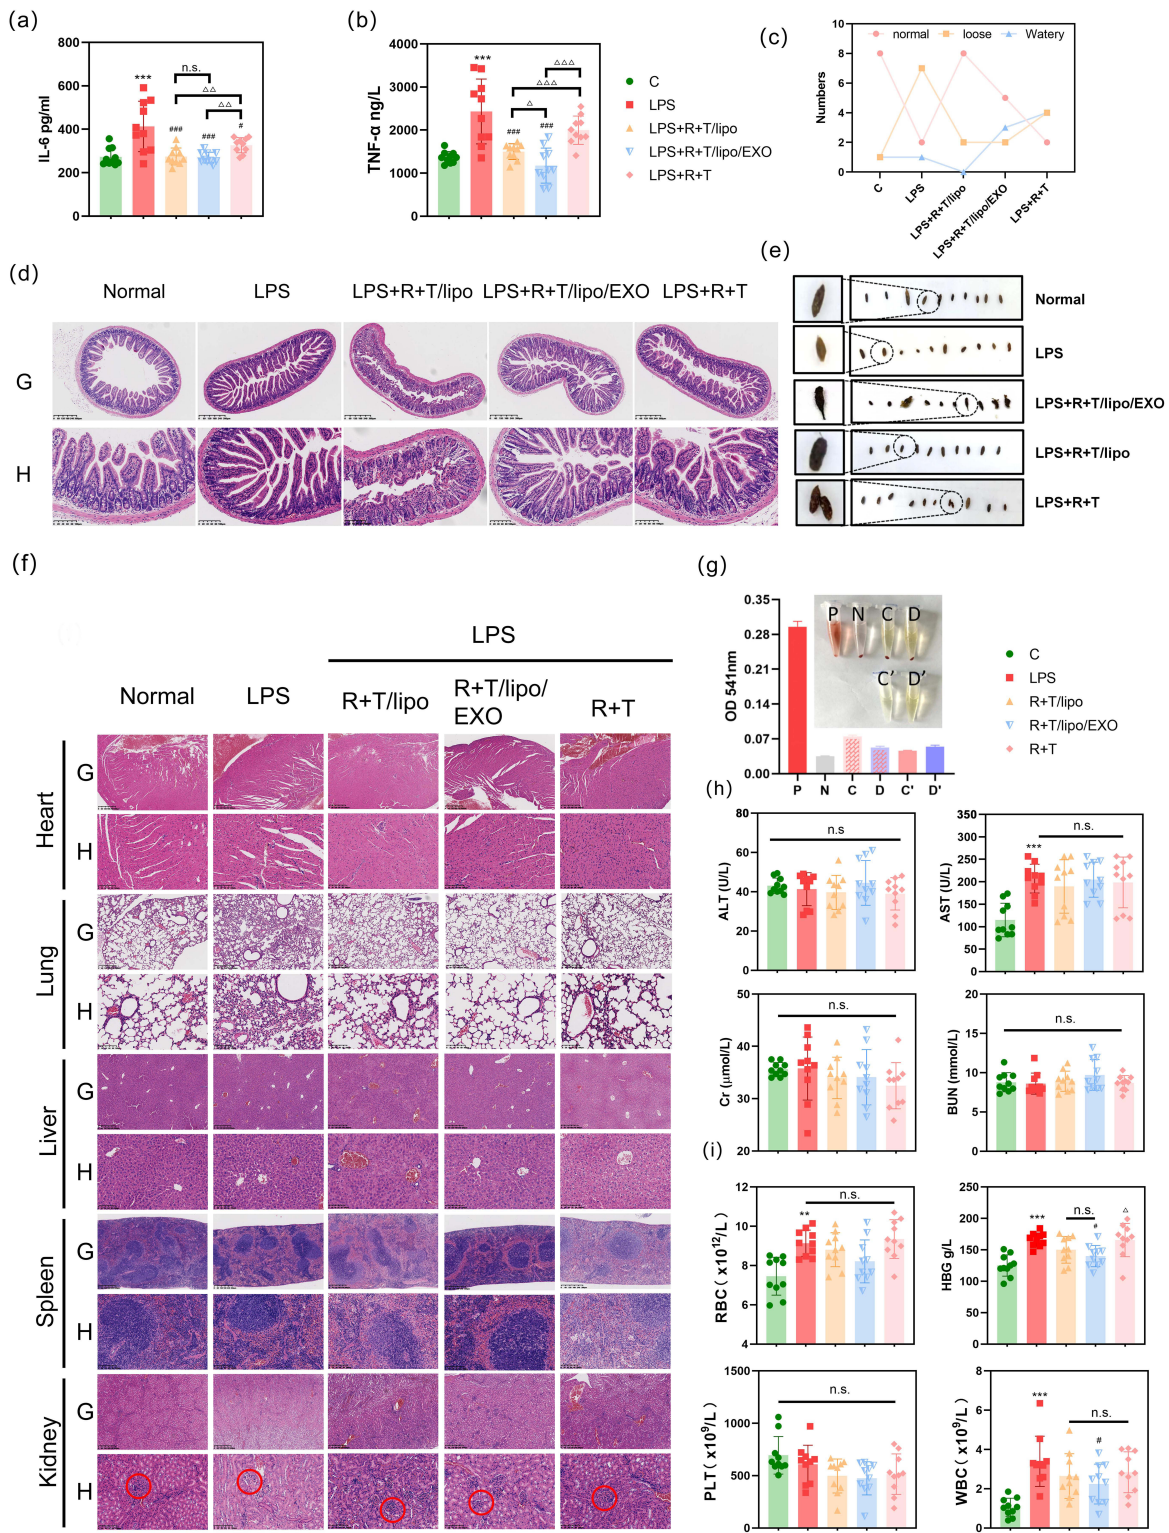 (a)
IL-6 pg/ml
800
600
400
200
0
***
n.s.
△△
△△
###
###
#
(b)
TNF-α ng/L
4000
3000
2000
1000
0
***
△△△
△△△
△
###
###
C
LPS
LPS+R+T/lipo
LPS+R+T/lipo/EXO
LPS+R+T
(c)
normal
loose
Watery
Numbers
10
8
6
4
2
0
C
LPS
LPS+R+T/lipo
LPS+R+T/lipo/EXO
LPS+R+T
(d)
Normal
LPS
LPS+R+T/lipo
LPS+R+T/lipo/EXO
LPS+R+T
G
H
(e)
Normal
LPS
LPS+R+T/lipo/EXO
LPS+R+T/lipo
LPS+R+T
(f)
LPS
Normal
LPS
R+T/lipo
R+T/lipo/
EXO
R+T
Heart
G
H
Lung
G
H
Liver
G
H
Spleen
G
H
Kidney
G
H
(g)
OD 541nm
0.35
0.28
0.21
0.14
0.07
0.00
P N C D
C' D'
P N C D C' D'
C
LPS
R+T/lipo
R+T/lipo/EXO
R+T
(h)
ALT (U/L)
80
60
40
20
0
n.s
AST (U/L)
350
300
250
200
150
100
50
0
***
n.s.
Cr (μmol/L)
50
40
30
20
n.s.
BUN (mmol/L)
20
15
10
5
0
n.s.
(i)
RBC ( x10¹²/L)
12
10
8
6
4
**
n.s.
HBG g/L
250
200
150
100
50
0
***
n.s.
#
△
PLT ( x10⁹/L)
1500
1000
500
0
n.s.
WBC ( x10⁹/L)
8
6
4
2
0
***
n.s.
#